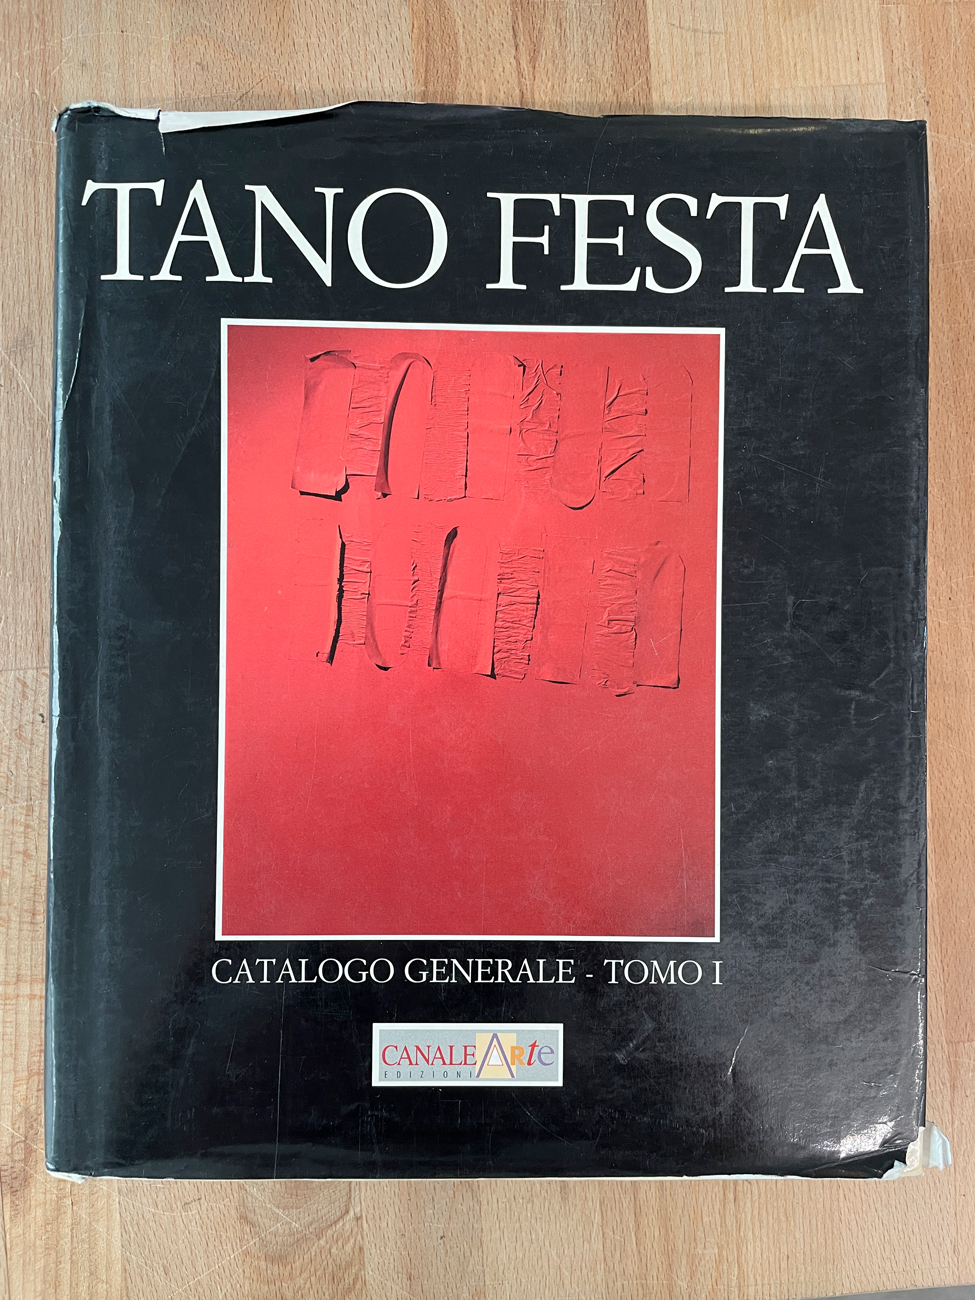 TANO FESTA
CATALOGO GENERALE - TOMO I
CANALE ARTe
EDIZIONI